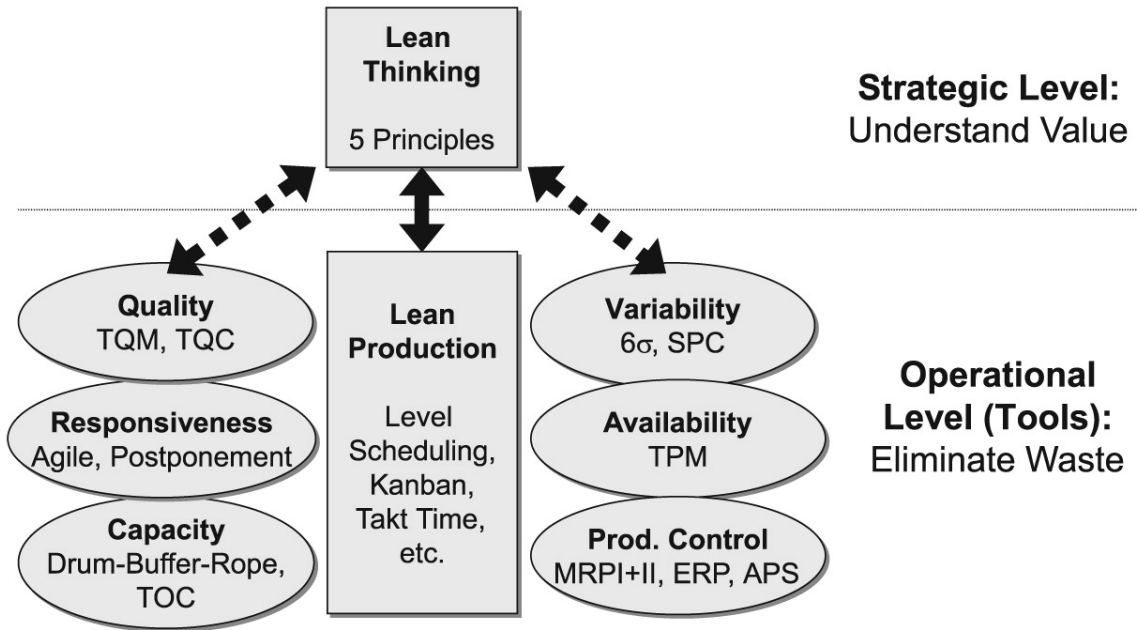 Lean
Thinking
5 Principles
Strategic Level:
Understand Value
Quality
TQM, TQC
Responsiveness
Agile, Postponement
Capacity
Drum-Buffer-Rope,
TOC
Lean
Production
Level
Scheduling,
Kanban,
Takt Time,
etc.
Variability
6σ, SPC
Availability
TPM
Prod. Control
MRPI+II, ERP, APS
Operational
Level (Tools):
Eliminate Waste